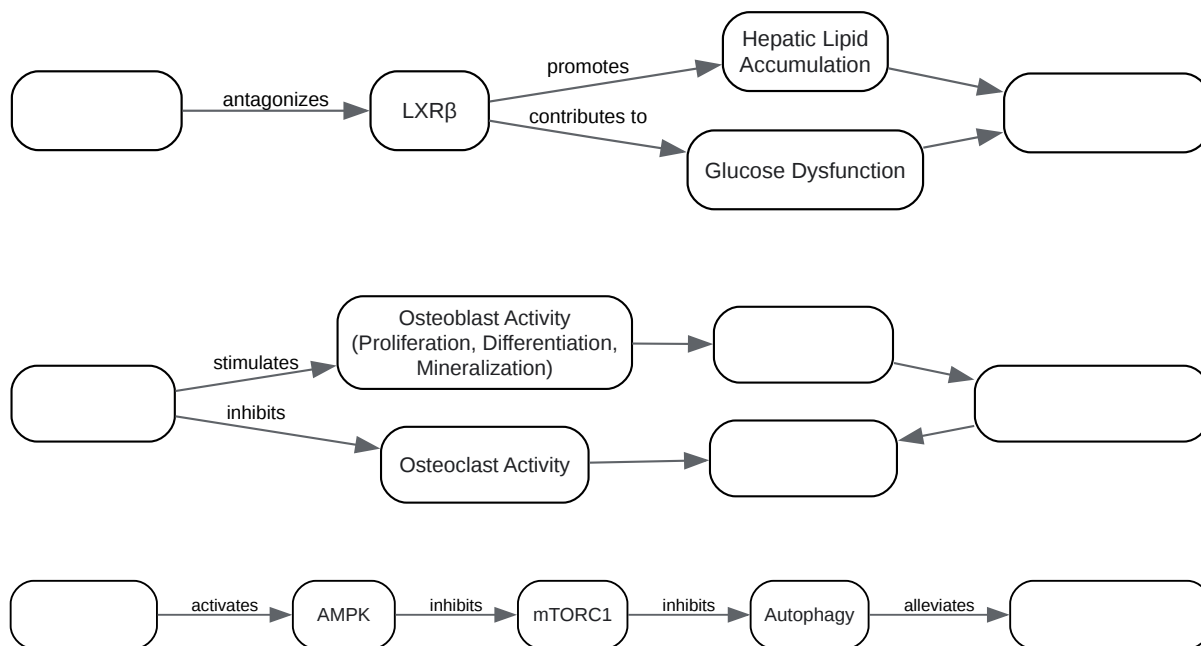 Hepatic Lipid
Accumulation
promotes
antagonizes
LXRβ
contributes to
Glucose Dysfunction
Osteoblast Activity
(Proliferation, Differentiation,
Mineralization)
stimulates
inhibits
Osteoclast Activity
activates
AMPK
inhibits
mTORC1
inhibits
Autophagy
alleviates